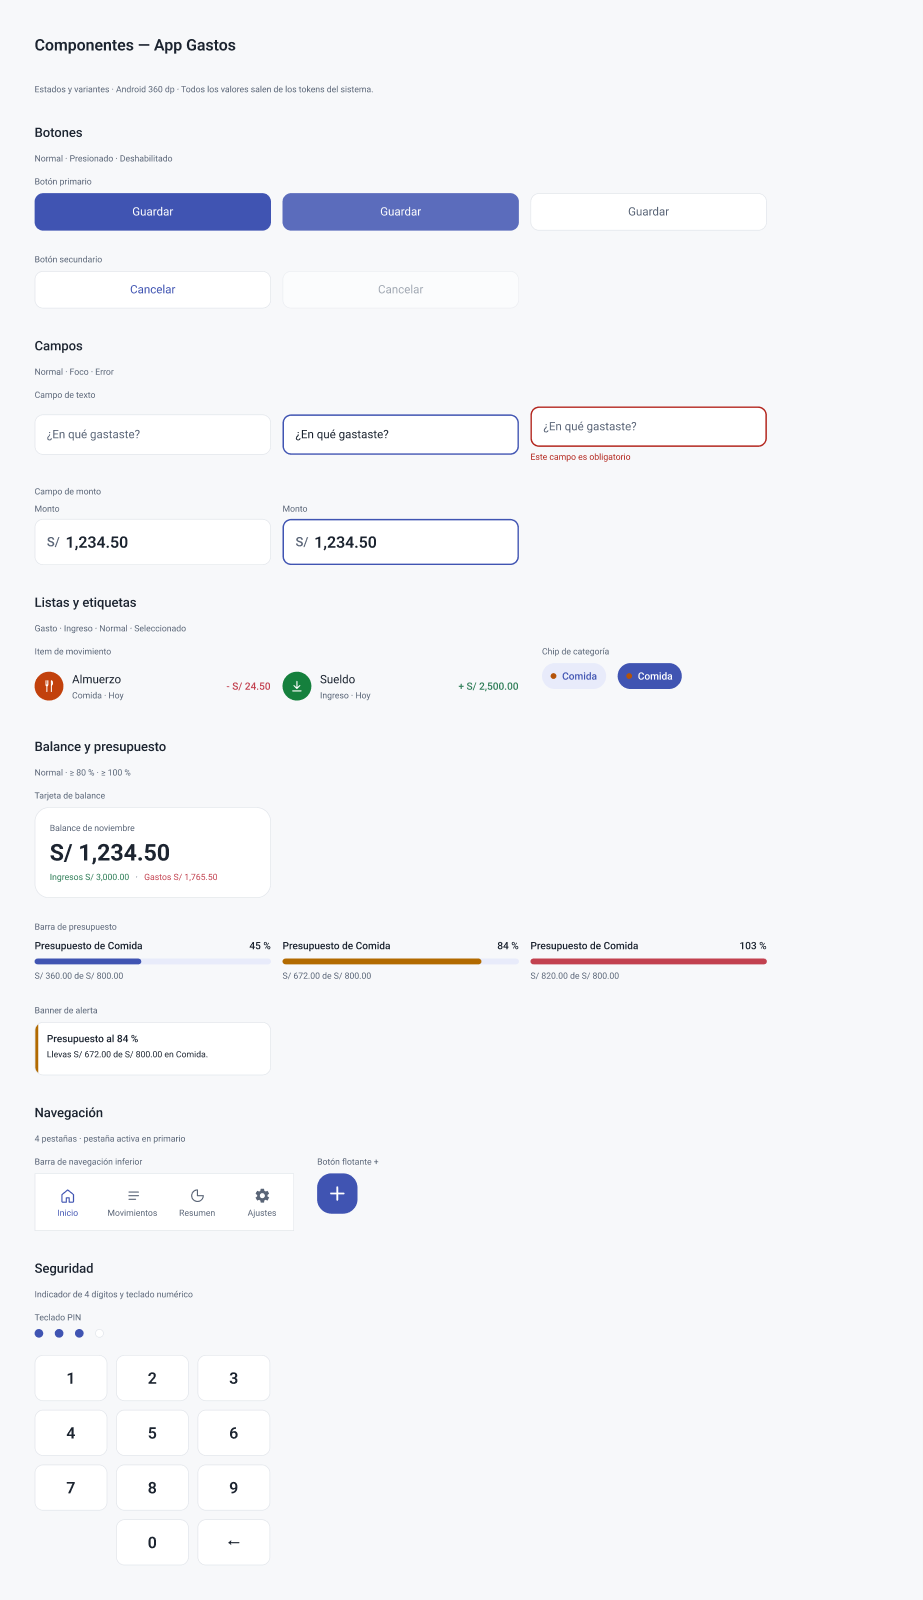 Componentes — App Gastos
Estados y variantes · Android 360 dp · Todos los valores salen de los tokens del sistema.
Botones
Normal · Presionado · Deshabilitado
Botón primario
Guardar
Guardar
Guardar
Botón secundario
Cancelar
Cancelar
Campos
Normal · Foco · Error
Campo de texto
¿En qué gastaste?
¿En qué gastaste?
¿En qué gastaste?
Este campo es obligatorio
Campo de monto
Monto
S/ 1,234.50
Monto
S/ 1,234.50
Listas y etiquetas
Gasto · Ingreso · Normal · Seleccionado
Item de movimiento
Almuerzo
Comida · Hoy
- S/ 24.50
Sueldo
Ingreso · Hoy
+ S/ 2,500.00
Chip de categoría
Comida
Comida
Balance y presupuesto
Normal · ≥ 80 % · ≥ 100 %
Tarjeta de balance
Balance de noviembre
S/ 1,234.50
Ingresos S/ 3,000.00 · Gastos S/ 1,765.50
Barra de presupuesto
Presupuesto de Comida 45 %
S/ 360.00 de S/ 800.00
Presupuesto de Comida 84 %
S/ 672.00 de S/ 800.00
Presupuesto de Comida 103 %
S/ 820.00 de S/ 800.00
Banner de alerta
Presupuesto al 84 %
Llevas S/ 672.00 de S/ 800.00 en Comida.
Navegación
4 pestañas · pestaña activa en primario
Barra de navegación inferior
Inicio
Movimientos
Resumen
Ajustes
Botón flotante +
Seguridad
Indicador de 4 dígitos y teclado numérico
Teclado PIN
1 2 3
4 5 6
7 8 9
0 ←